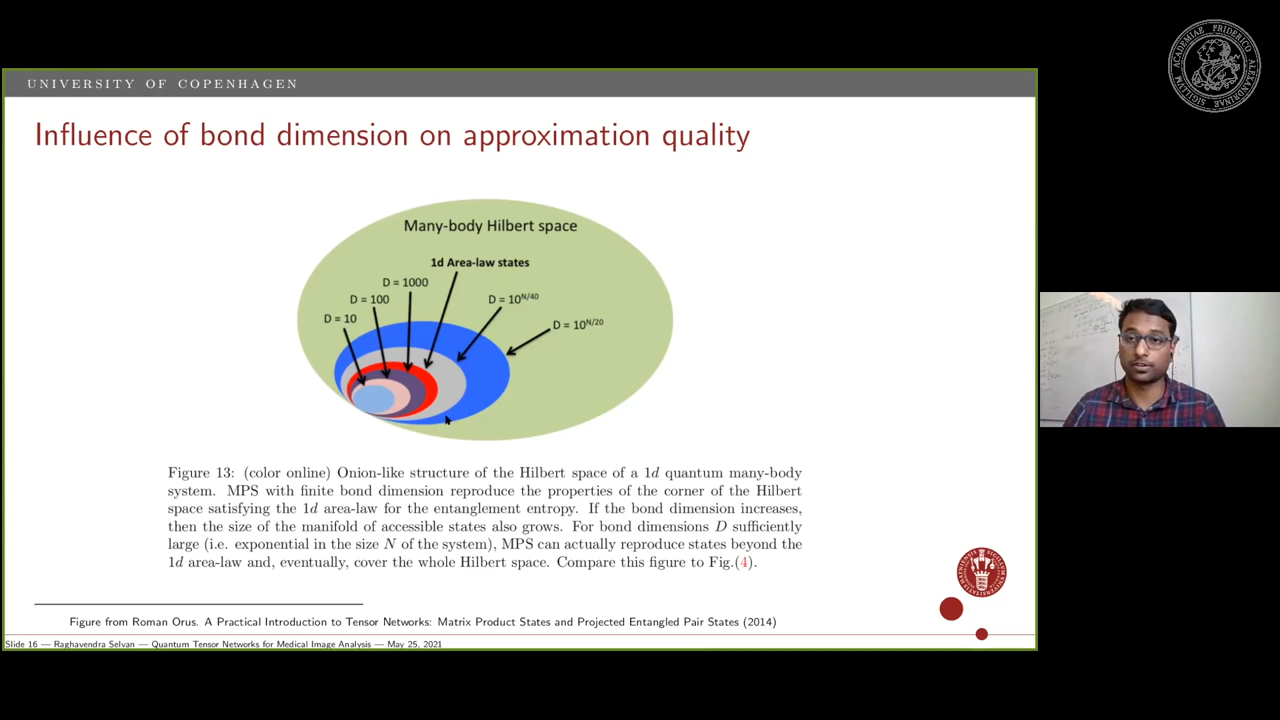 UNIVERSITY OF COPENHAGEN
Influence of bond dimension on approximation quality
Many-body Hilbert space
1d Area-law states
D = 1000
D = 100
D = 10^{N/40}
D = 10
D = 10^{N/20}
Figure 13: (color online) Onion-like structure of the Hilbert space of a 1d quantum many-body
system. MPS with finite bond dimension reproduce the properties of the corner of the Hilbert
space satisfying the 1d area-law for the entanglement entropy. If the bond dimension increases,
then the size of the manifold of accessible states also grows. For bond dimensions D sufficiently
large (i.e. exponential in the size N of the system), MPS can actually reproduce states beyond the
1d area-law and, eventually, cover the whole Hilbert space. Compare this figure to Fig.(4).
Figure from Roman Orus. A Practical Introduction to Tensor Networks: Matrix Product States and Projected Entangled Pair States (2014)
Slide 16 — Raghavendra Selvan — Quantum Tensor Networks for Medical Image Analysis — May 25, 2021
ACADEMIAE FRIDERICO ALEXANDRINAE SIGILLVM